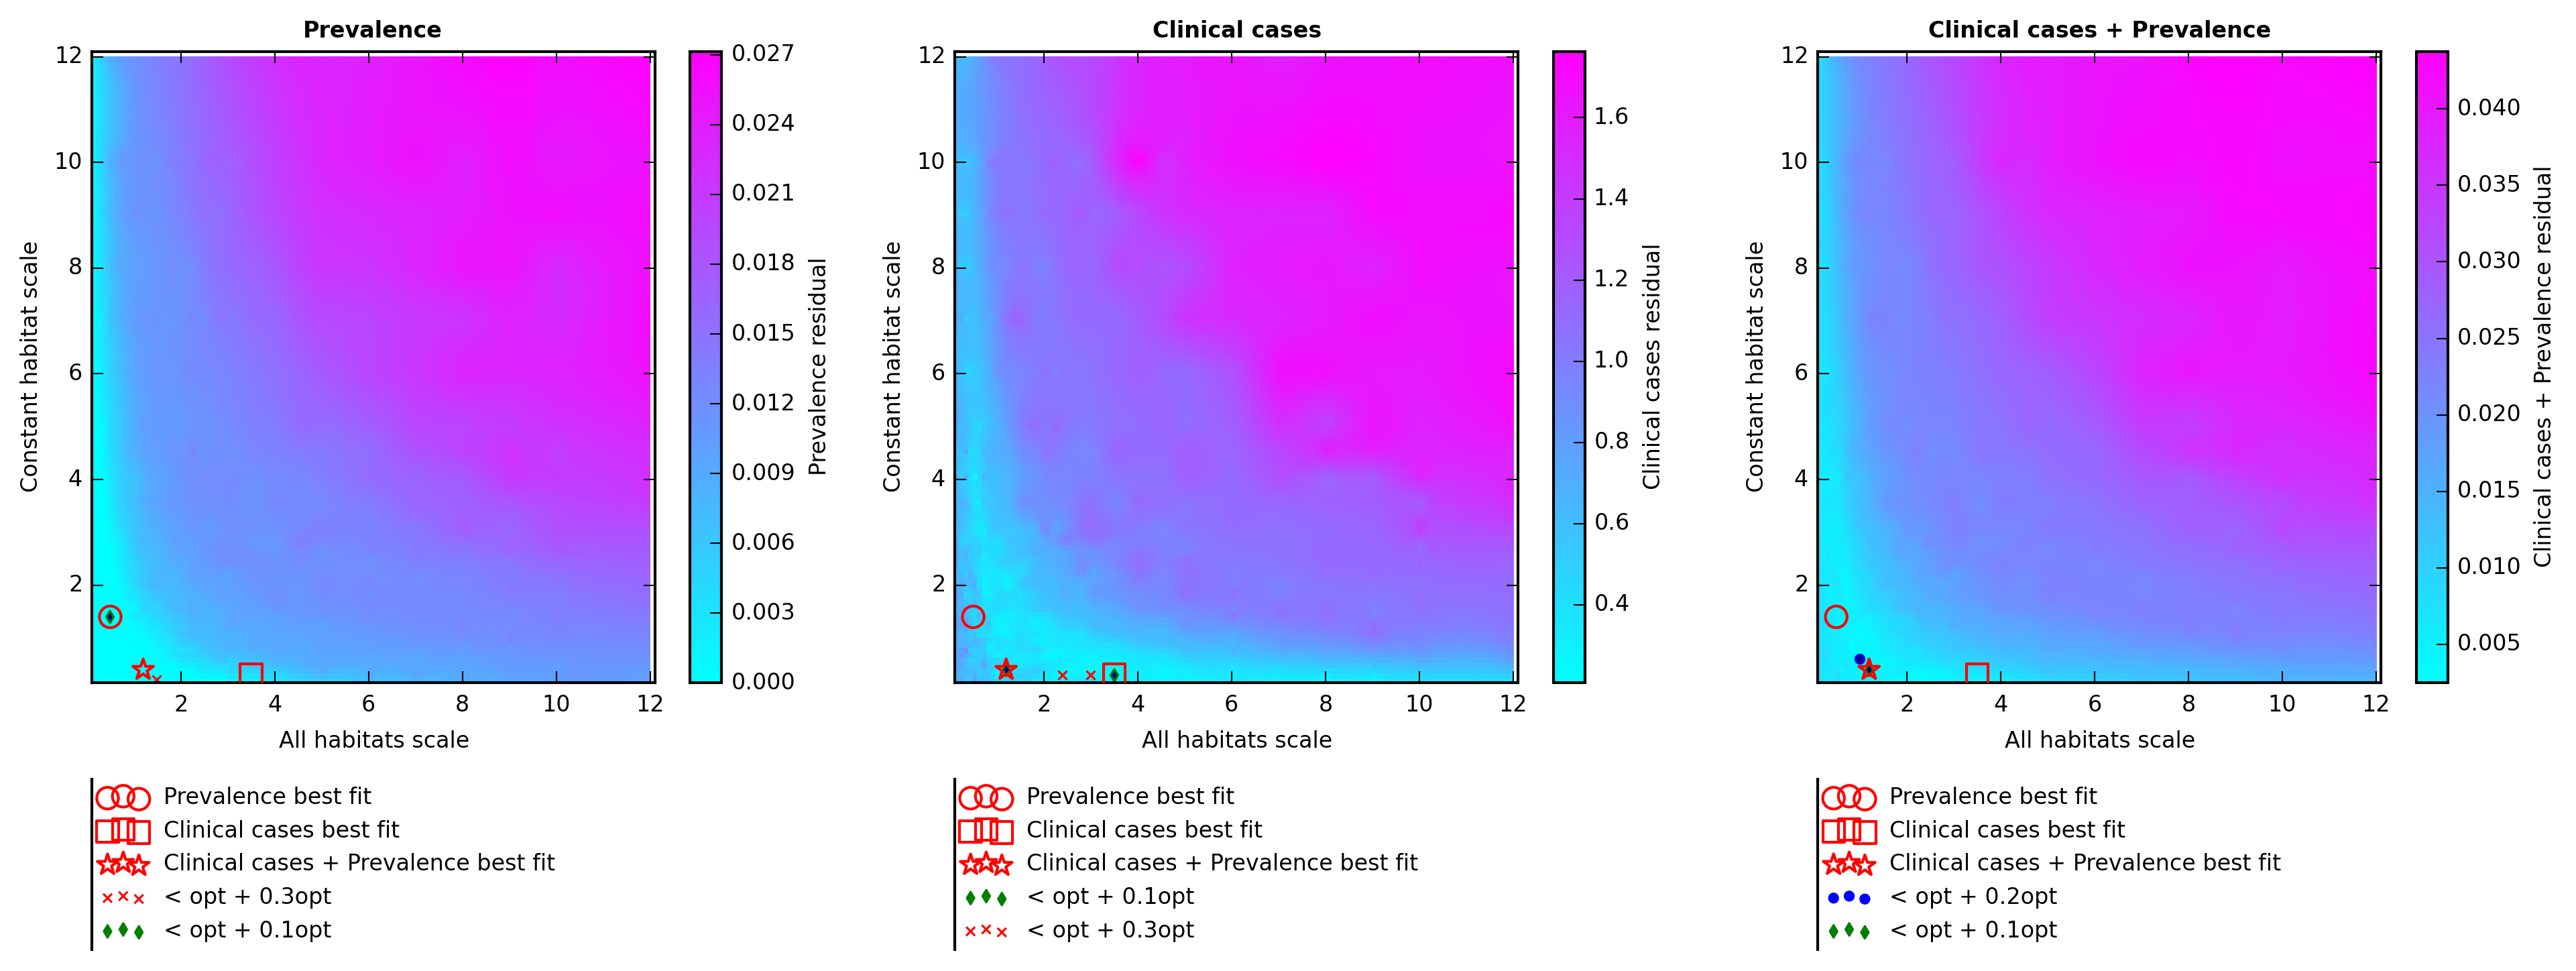 Prevalence
Constant habitat scale
12
10
8
6
4
2
2 4 6 8 10 12
All habitats scale
0.027
0.024
0.021
0.018
0.015
0.012
0.009
0.006
0.003
0.000
Prevalence residual
Prevalence best fit
Clinical cases best fit
Clinical cases + Prevalence best fit
< opt + 0.3opt
< opt + 0.1opt
Clinical cases
Constant habitat scale
12
10
8
6
4
2
2 4 6 8 10 12
All habitats scale
1.6
1.4
1.2
1.0
0.8
0.6
0.4
Clinical cases residual
Prevalence best fit
Clinical cases best fit
Clinical cases + Prevalence best fit
< opt + 0.1opt
< opt + 0.3opt
Clinical cases + Prevalence
Constant habitat scale
12
10
8
6
4
2
2 4 6 8 10 12
All habitats scale
0.040
0.035
0.030
0.025
0.020
0.015
0.010
0.005
Clinical cases + Prevalence residual
Prevalence best fit
Clinical cases best fit
Clinical cases + Prevalence best fit
< opt + 0.2opt
< opt + 0.1opt